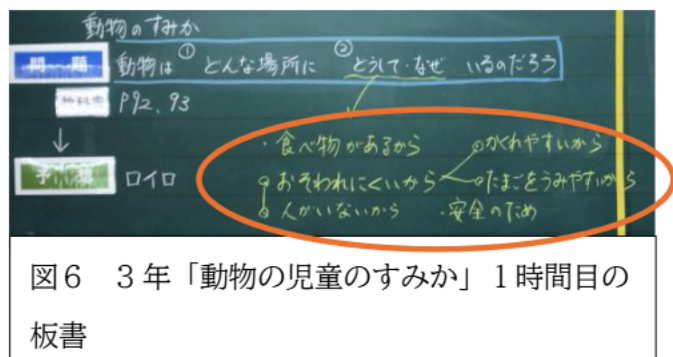 動物のすみか
問題 動物は①どんな場所に②どうして・なぜ いるのだろう
教科書 P92、93
↓
・食べ物があるから かくれやすいから
予想 ロイロ おそわれにくいから たまごをうみやすいから
人がいないから ・安全のため
図6 3年「動物の児童のすみか」1時間目の
板書